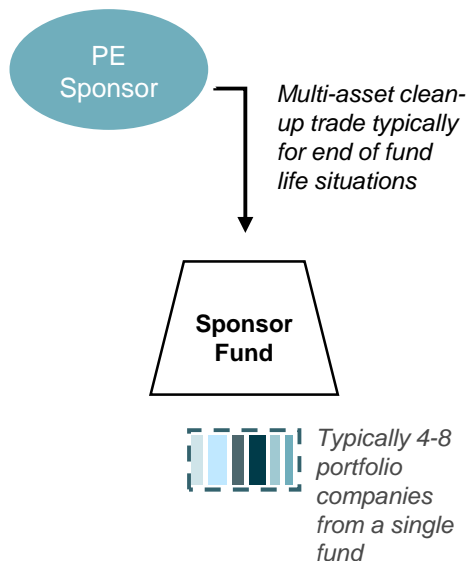 PE
Sponsor
Multi-asset clean-
up trade typically
for end of fund
life situations
Sponsor
Fund
Typically 4-8
portfolio
companies
from a single
fund